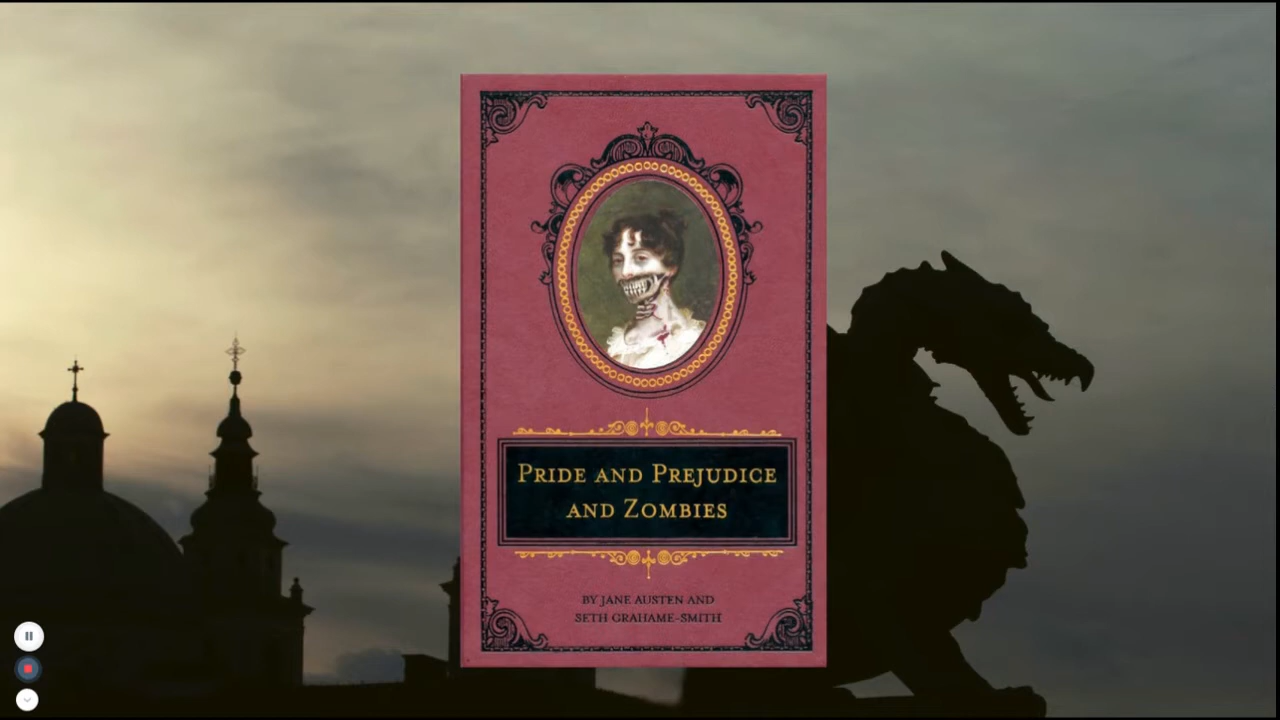 PRIDE AND PREJUDICE
AND ZOMBIES
BY JANE AUSTEN AND
SETH GRAHAME-SMITH